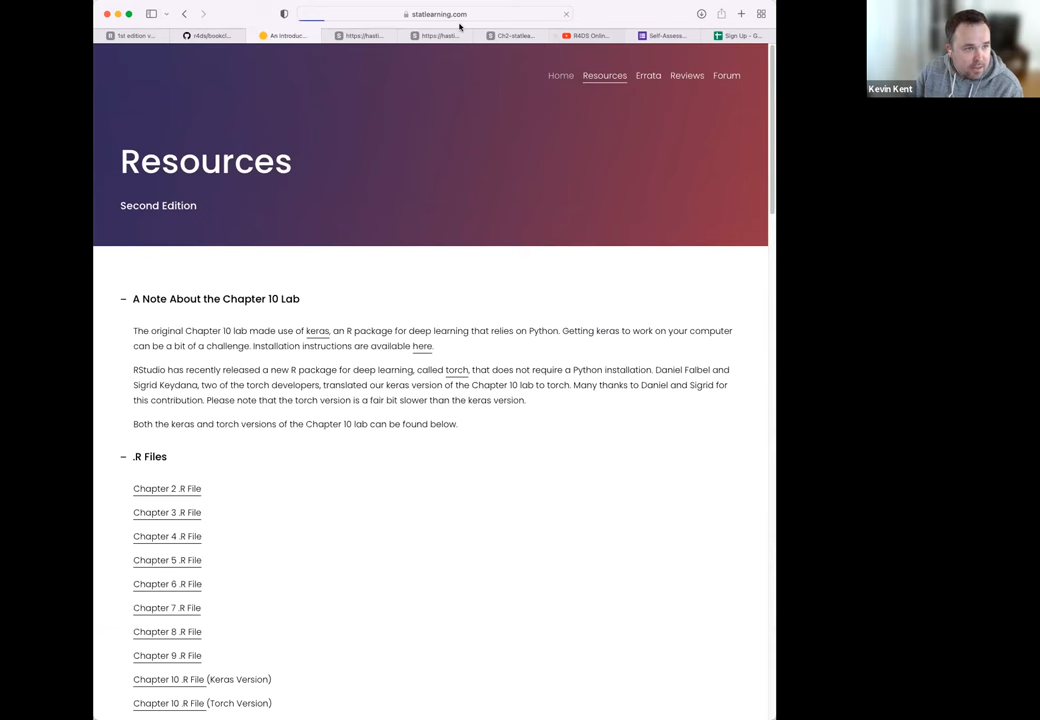 statlearning.com
1st edition v...
r4ds/bookcl...
An Introduc...
https://hasti...
https://hasti...
Ch2-statlea...
R4DS Onlin...
Self-Assess...
Sign Up - G...
Kevin Kent
Home
Resources
Errata
Reviews
Forum
Resources
Second Edition
– A Note About the Chapter 10 Lab
The original Chapter 10 lab made use of keras, an R package for deep learning that relies on Python. Getting keras to work on your computer
can be a bit of a challenge. Installation instructions are available here.
RStudio has recently released a new R package for deep learning, called torch, that does not require a Python installation. Daniel Falbel and
Sigrid Keydana, two of the torch developers, translated our keras version of the Chapter 10 lab to torch. Many thanks to Daniel and Sigrid for
this contribution. Please note that the torch version is a fair bit slower than the keras version.
Both the keras and torch versions of the Chapter 10 lab can be found below.
– .R Files
Chapter 2 .R File
Chapter 3 .R File
Chapter 4 .R File
Chapter 5 .R File
Chapter 6 .R File
Chapter 7 .R File
Chapter 8 .R File
Chapter 9 .R File
Chapter 10 .R File (Keras Version)
Chapter 10 .R File (Torch Version)